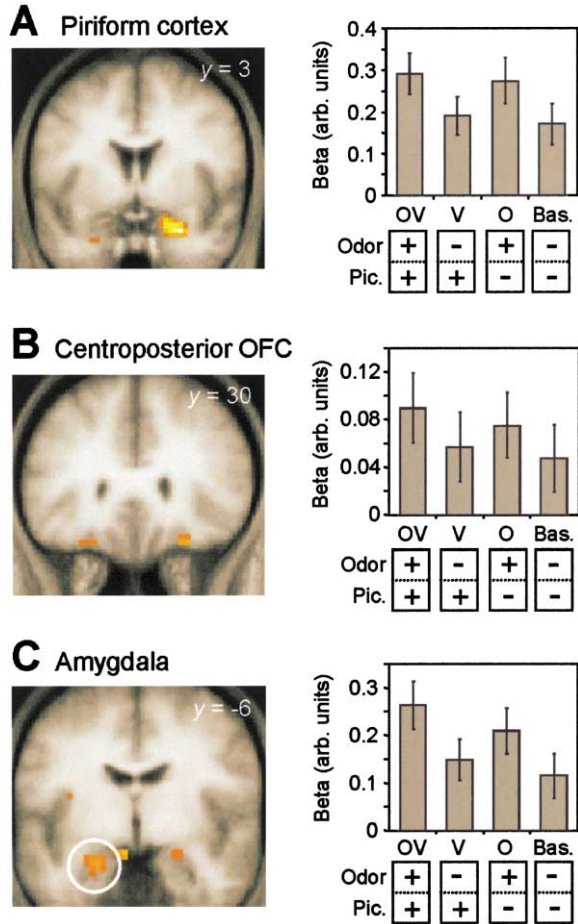 A Piriform cortex
y = 3
Beta (arb. units)
0.4
0.3
0.2
0.1
0
OV V O Bas.
Odor + - + -
Pic. + + - -
B Centroposterior OFC
y = 30
Beta (arb. units)
0.12
0.08
0.04
0
OV V O Bas.
Odor + - + -
Pic. + + - -
C Amygdala
y = -6
Beta (arb. units)
0.3
0.2
0.1
0
OV V O Bas.
Odor + - + -
Pic. + + - -